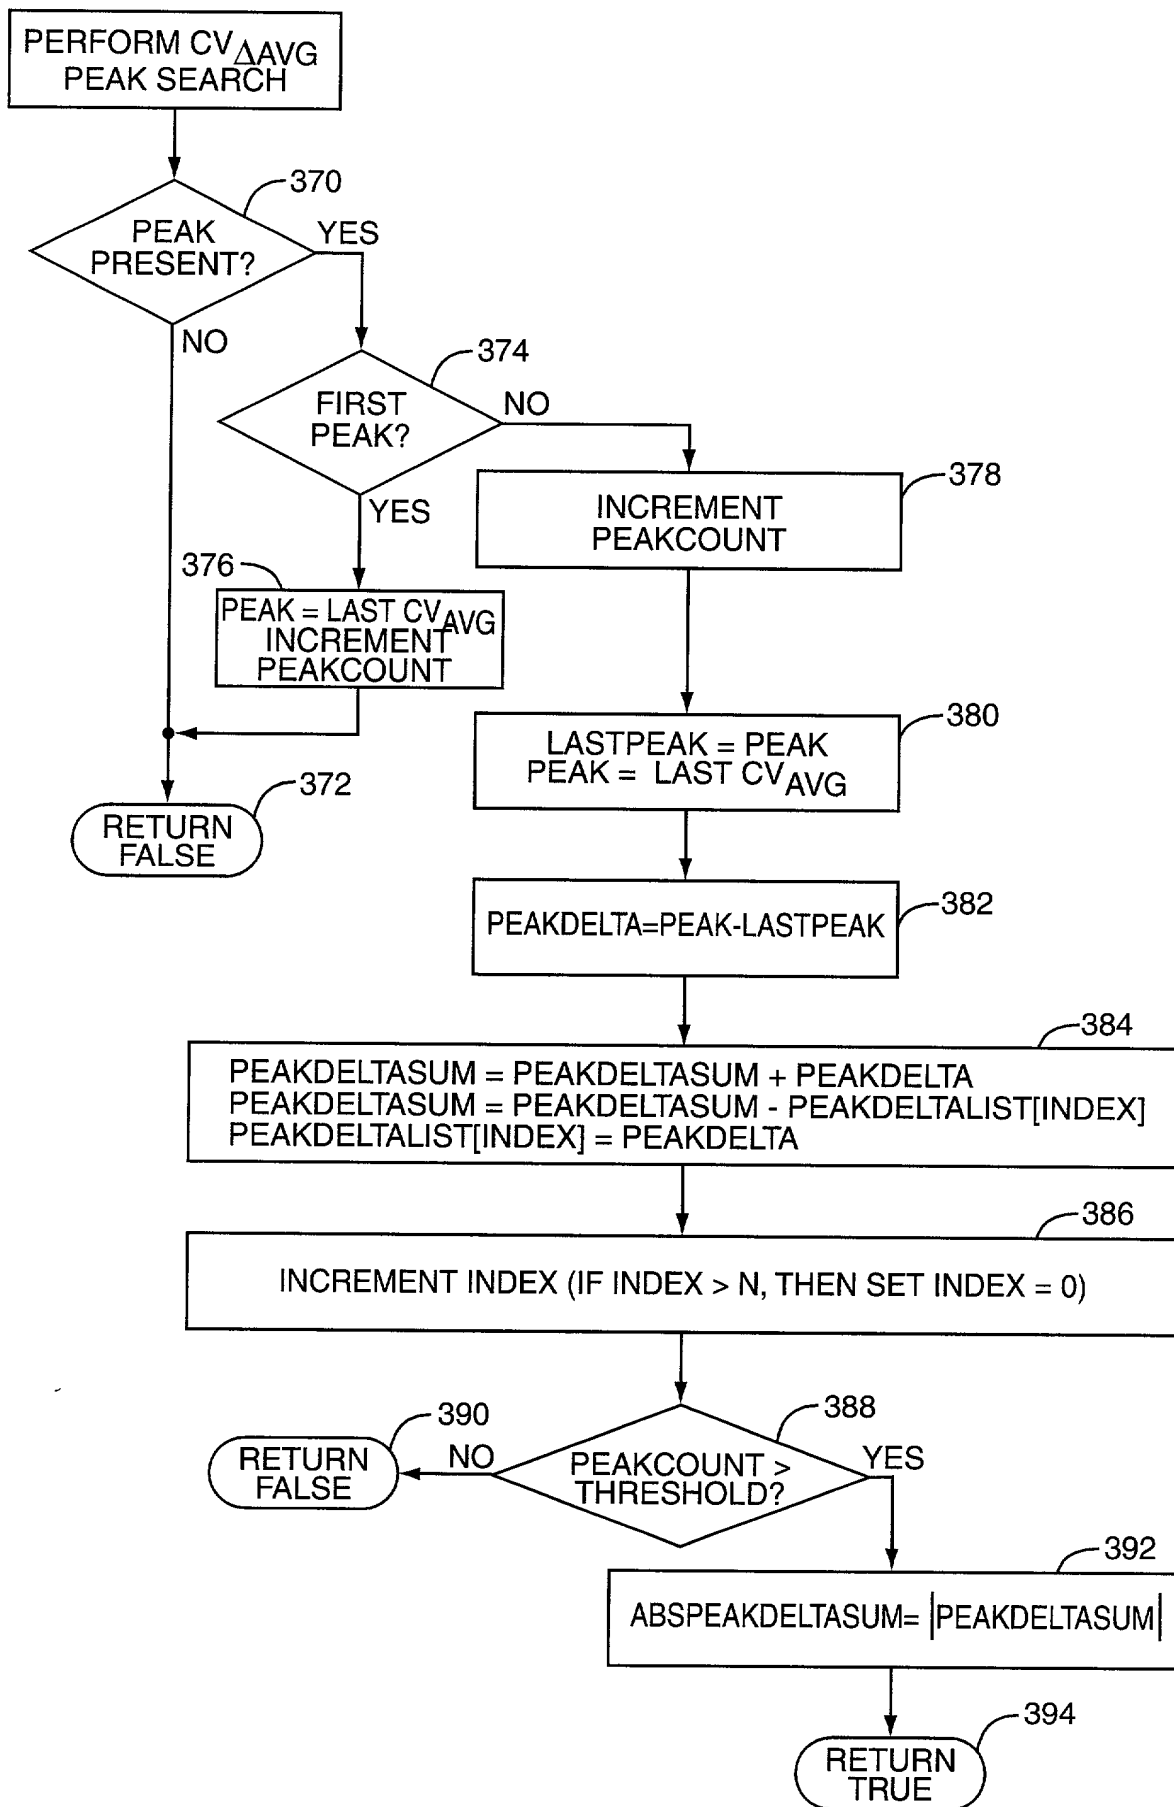 PERFORM CVΔAVG
PEAK SEARCH
370
PEAK
PRESENT?
YES
NO
374
FIRST
PEAK?
NO
YES
378
INCREMENT
PEAKCOUNT
376
PEAK = LAST CVAVG
INCREMENT
PEAKCOUNT
380
LASTPEAK = PEAK
PEAK = LAST CVAVG
372
RETURN
FALSE
382
PEAKDELTA=PEAK-LASTPEAK
384
PEAKDELTASUM = PEAKDELTASUM + PEAKDELTA
PEAKDELTASUM = PEAKDELTASUM - PEAKDELTALIST[INDEX]
PEAKDELTALIST[INDEX] = PEAKDELTA
386
INCREMENT INDEX (IF INDEX > N, THEN SET INDEX = 0)
388
PEAKCOUNT >
THRESHOLD?
NO
YES
390
RETURN
FALSE
392
ABSPEAKDELTASUM= |PEAKDELTASUM|
394
RETURN
TRUE